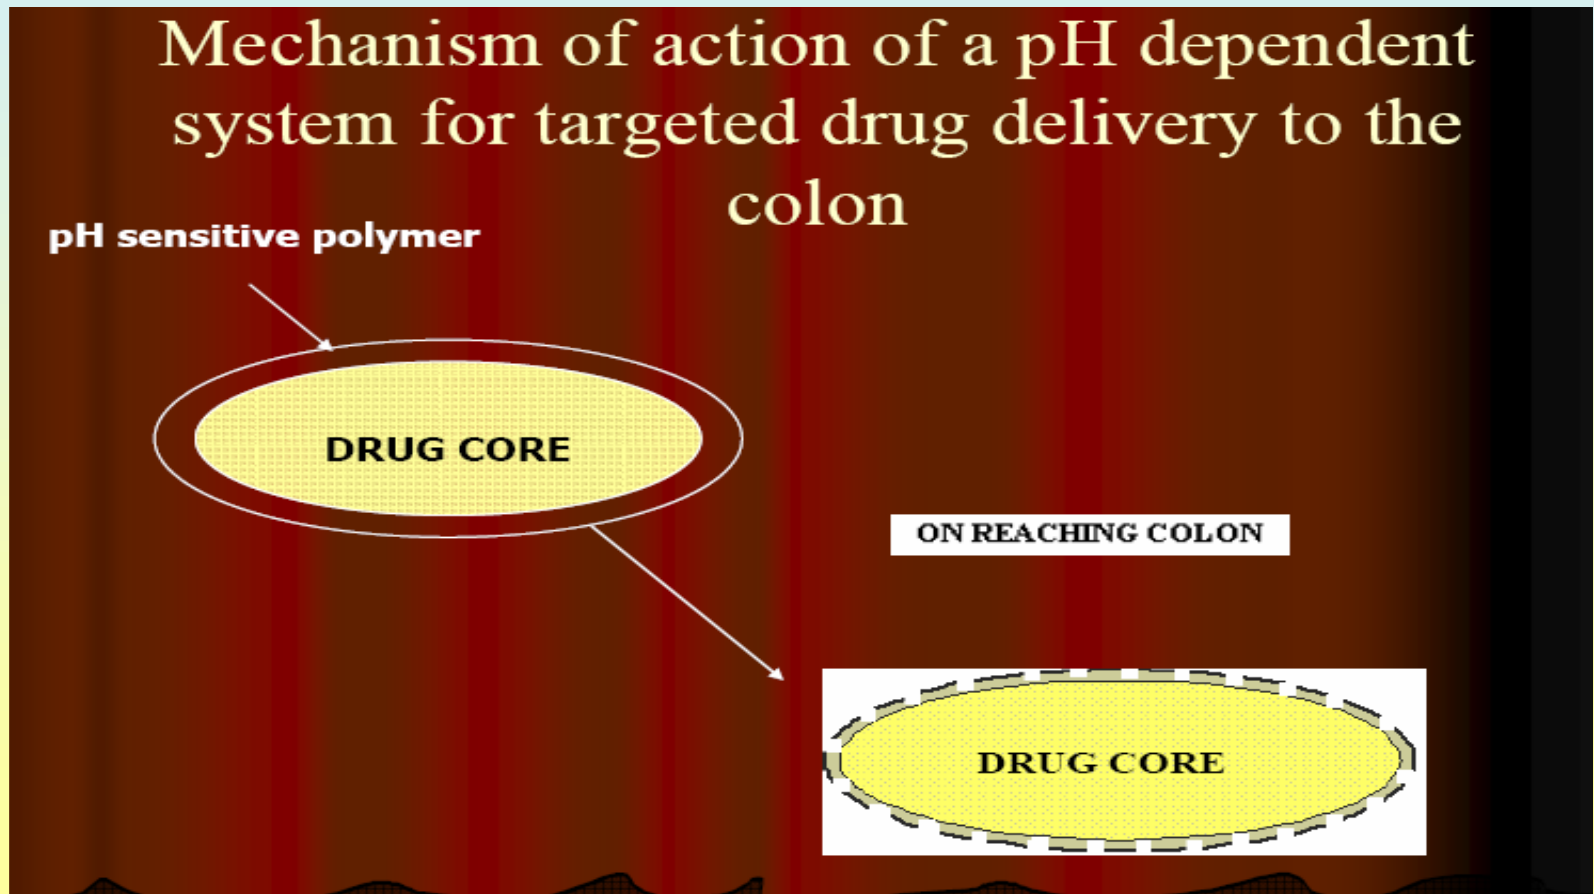 Mechanism of action of a pH dependent
system for targeted drug delivery to the
colon
pH sensitive polymer
DRUG CORE
ON REACHING COLON
DRUG CORE